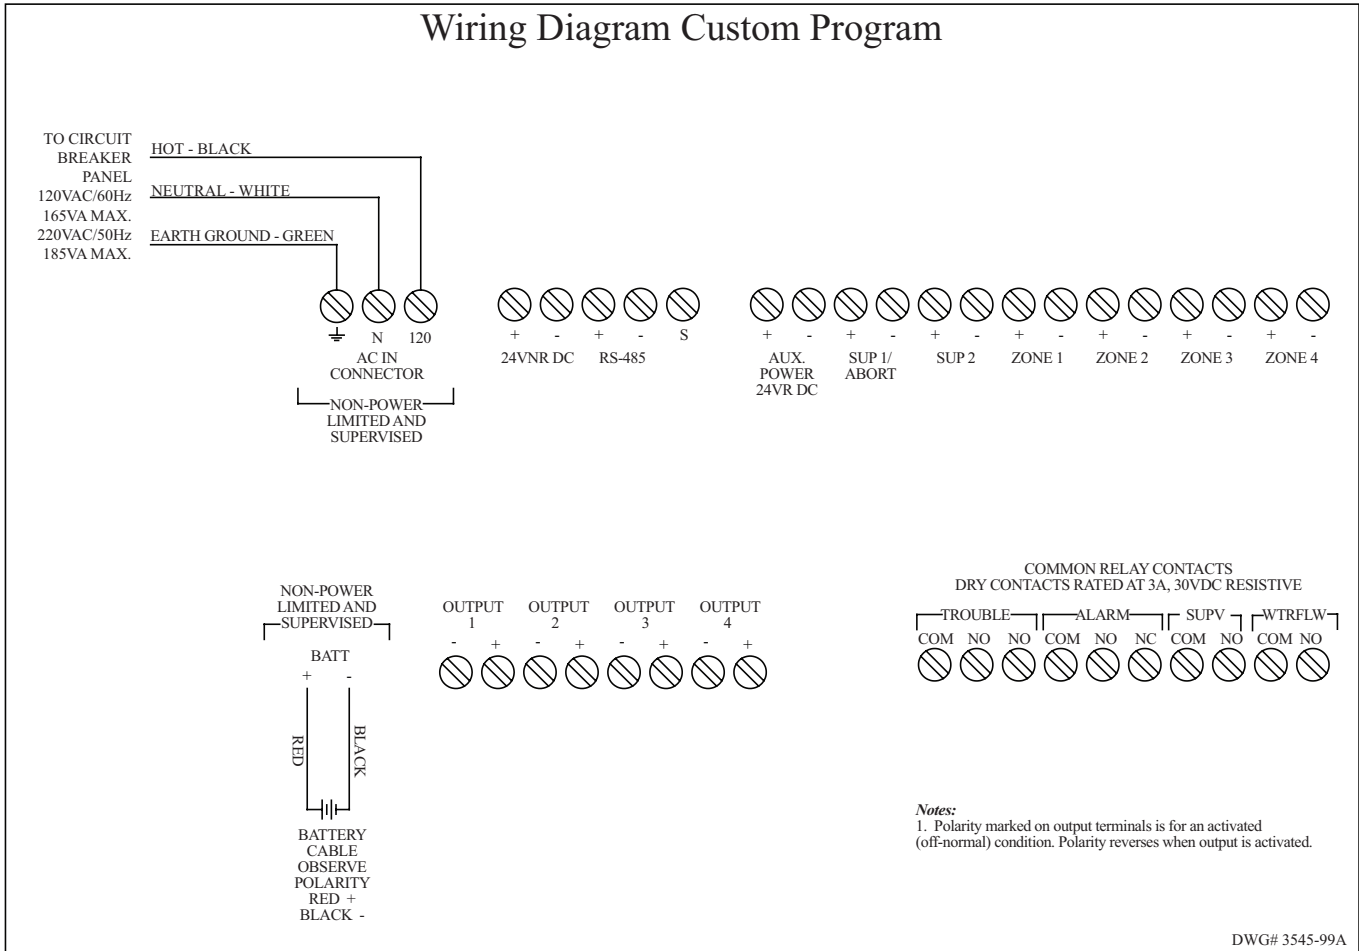 Wiring Diagram Custom Program
TO CIRCUIT
BREAKER
PANEL
120VAC/60Hz
165VA MAX.
220VAC/50Hz
185VA MAX.
HOT - BLACK
NEUTRAL - WHITE
EARTH GROUND - GREEN
N 120
AC IN
CONNECTOR
NON-POWER
LIMITED AND
SUPERVISED
+ - + - S
24VNR DC RS-485
+ - + - + - + - + - + - + -
AUX.
POWER
24VR DC
SUP 1/
ABORT
SUP 2
ZONE 1
ZONE 2
ZONE 3
ZONE 4
NON-POWER
LIMITED AND
SUPERVISED
BATT
+ -
RED
BLACK
BATTERY
CABLE
OBSERVE
POLARITY
RED +
BLACK -
OUTPUT
1
OUTPUT
2
OUTPUT
3
OUTPUT
4
- + - + - + - +
COMMON RELAY CONTACTS
DRY CONTACTS RATED AT 3A, 30VDC RESISTIVE
TROUBLE ALARM SUPV WTRFLW
COM NO NO COM NO NC COM NO COM NO
Notes:
1. Polarity marked on output terminals is for an activated
(off-normal) condition. Polarity reverses when output is activated.
DWG# 3545-99A